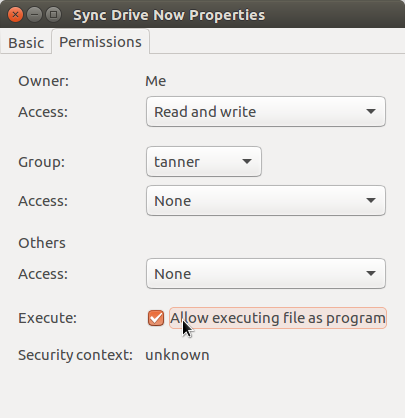 Sync Drive Now Properties
Basic Permissions
Owner: Me
Access: Read and write
Group: tanner
Access: None
Others
Access: None
Execute: Allow executing file as program
Security context: unknown